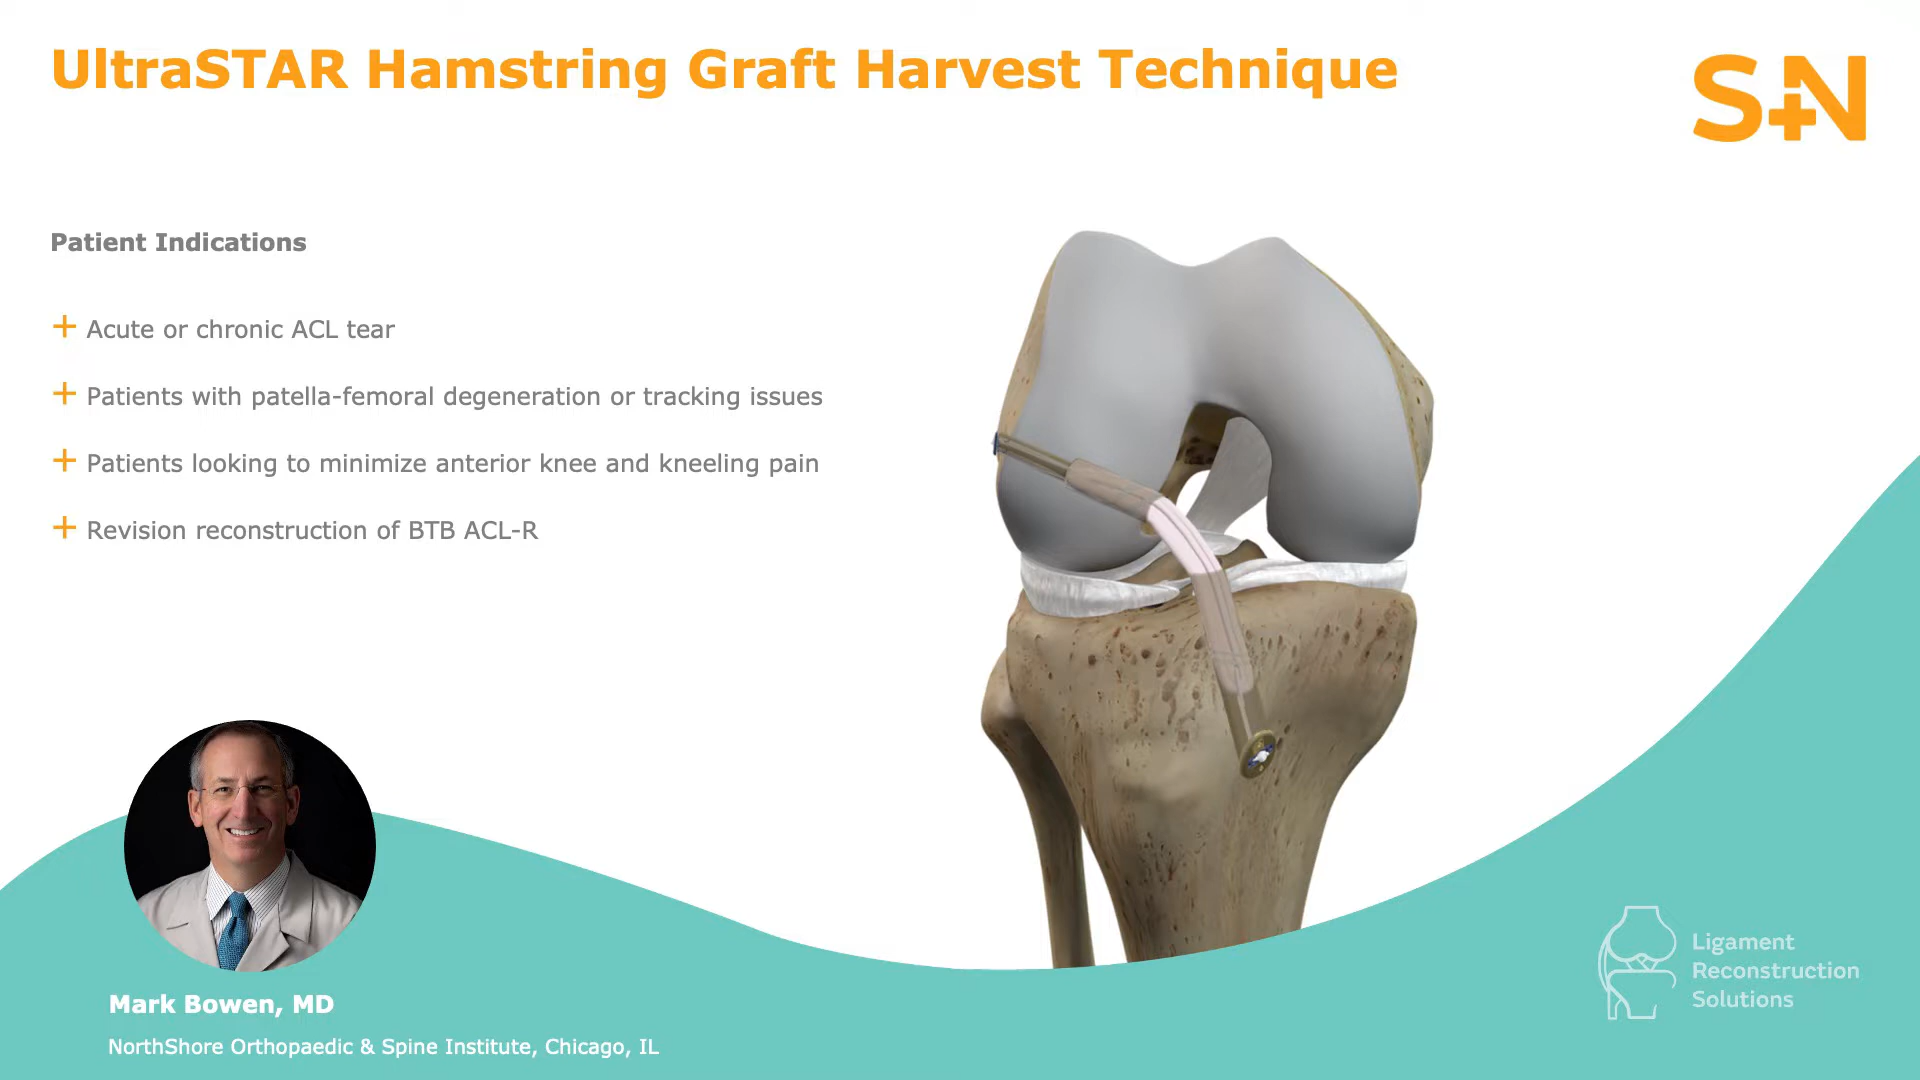 UltraSTAR Hamstring Graft Harvest Technique
S+N
Patient Indications
+ Acute or chronic ACL tear
+ Patients with patella-femoral degeneration or tracking issues
+ Patients looking to minimize anterior knee and kneeling pain
+ Revision reconstruction of BTB ACL-R
Mark Bowen, MD
NorthShore Orthopaedic & Spine Institute, Chicago, IL
Ligament
Reconstruction
Solutions